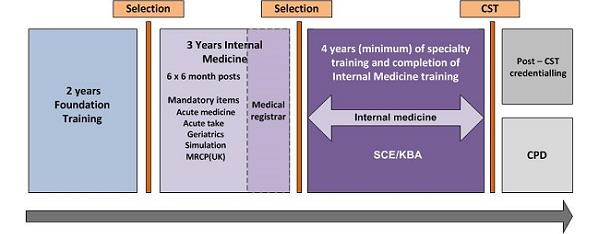 Selection
Selection
CST
2 years
Foundation
Training
3 Years Internal
Medicine
6 x 6 month posts
Mandatory items
Acute medicine
Acute take
Geriatrics
Simulation
MRCP(UK)
Medical
registrar
4 years (minimum) of specialty
training and completion of
Internal Medicine training
Internal medicine
SCE/KBA
Post – CST
credentialling
CPD